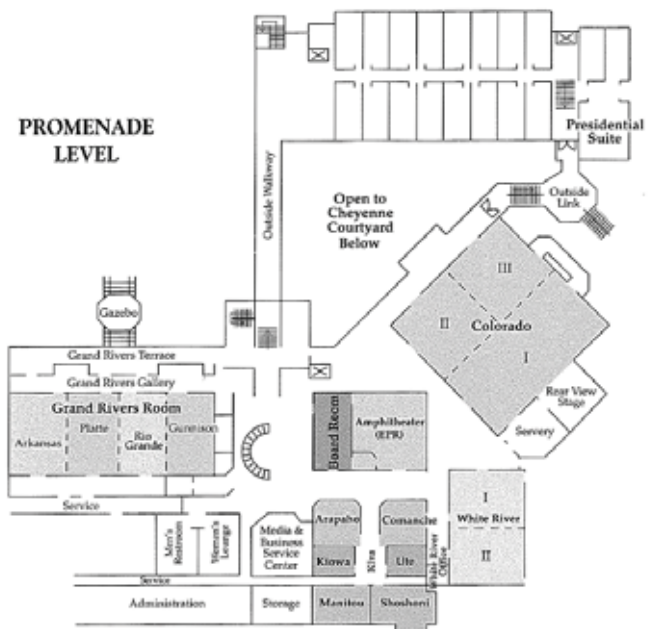 PROMENADE
LEVEL
Presidential
Suite
Outside Walkway
Open to
Cheyenne
Courtyard
Below
Outside
Link
III
II
Colorado
I
Gazebo
Grand Rivers Terrace
Grand Rivers Gallery
Grand Rivers Room
Arkansas
Platte
Rio
Grande
Gunnison
Board Room
Amphitheater
(EPR)
Rear View
Stage
Servery
Service
Men's
Restroom
Women's
Lounge
Media &
Business
Service
Center
Arapaho
Comanche
Kiowa
Kiva
Ute
White River
Office
I
White River
II
Service
Administration
Storage
Manitou
Shoshoni